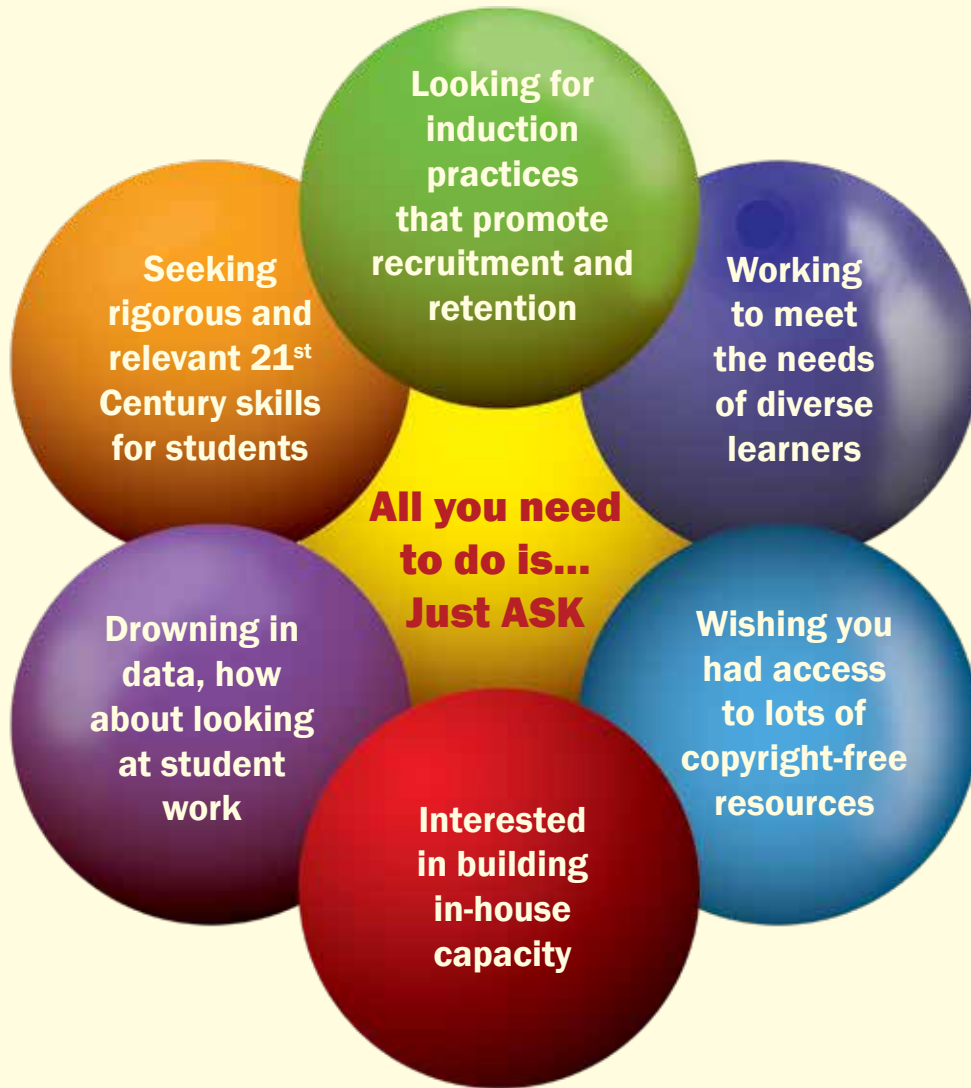 Looking for
induction
practices
that promote
recruitment and
retention
Seeking
rigorous and
relevant 21st
Century skills
for students
Working
to meet
the needs
of diverse
learners
All you need
to do is...
Just ASK
Drowning in
data, how
about looking
at student
work
Wishing you
had access
to lots of
copyright-free
resources
Interested
in building
in-house
capacity